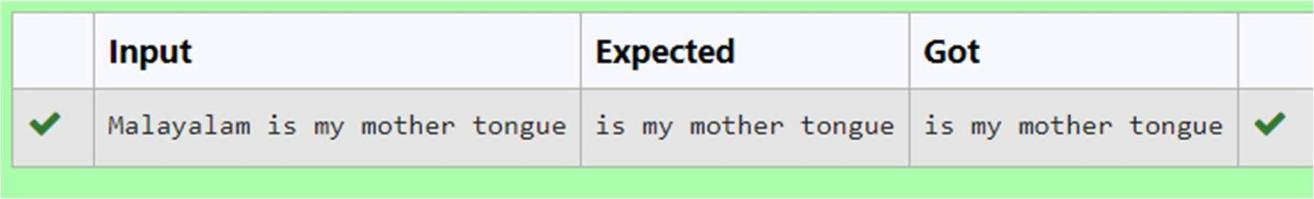 Input Expected Got
Malayalam is my mother tongue is my mother tongue is my mother tongue